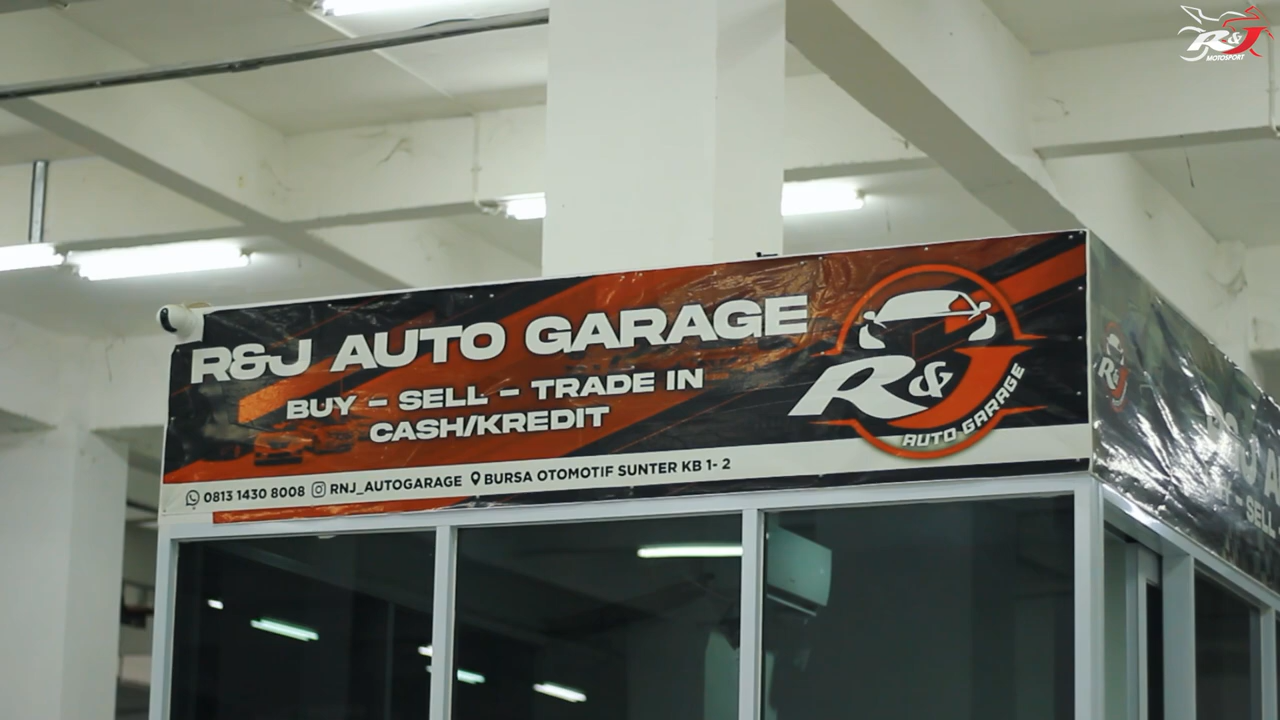 R&J
MOTOSPORT
R&J AUTO GARAGE
BUY - SELL - TRADE IN
CASH/KREDIT
0813 1430 8008 RNJ_AUTOGARAGE BURSA OTOMOTIF SUNTER KB 1- 2
R&J
AUTO GARAGE
R&J
SELL